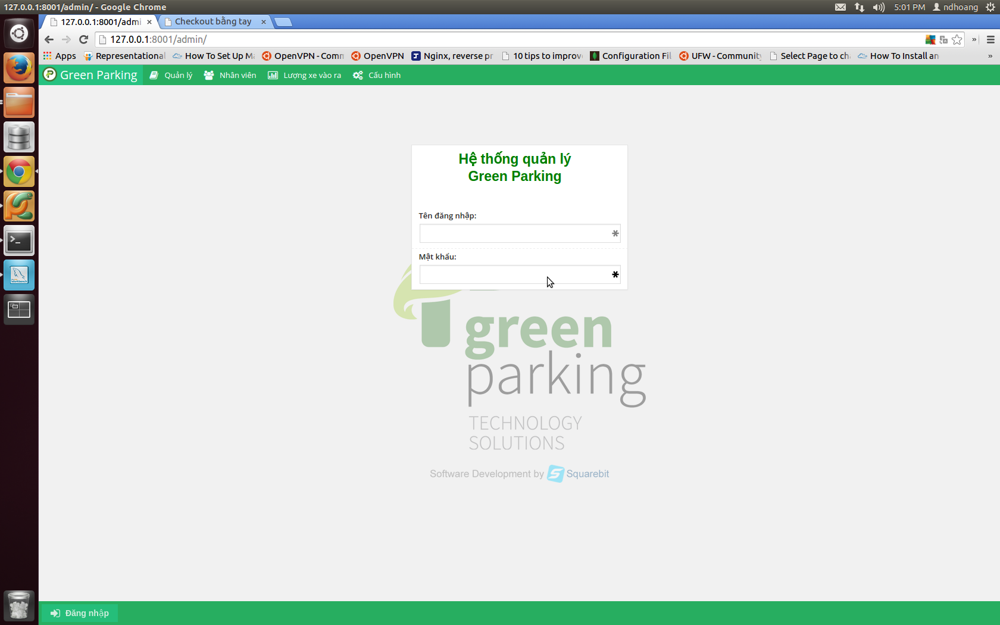 127.0.0.1:8001/admin/ - Google Chrome
5:01 PM
ndhoang
127.0.0.1:8001/admi
Checkout bằng tay
127.0.0.1:8001/admin/
Apps
Representational
How To Set Up M
OpenVPN - Comm
OpenVPN
Nginx, reverse pr
10 tips to improv
Configuration Fil
UFW - Community
Select Page to ch
How To Install an
Green Parking
Quản lý
Nhân viên
Lượng xe vào ra
Cấu hình
Hệ thống quản lý
Green Parking
Tên đăng nhập:
Mật khẩu:
green
parking
TECHNOLOGY
SOLUTIONS
Software Development by Squarebit
Đăng nhập